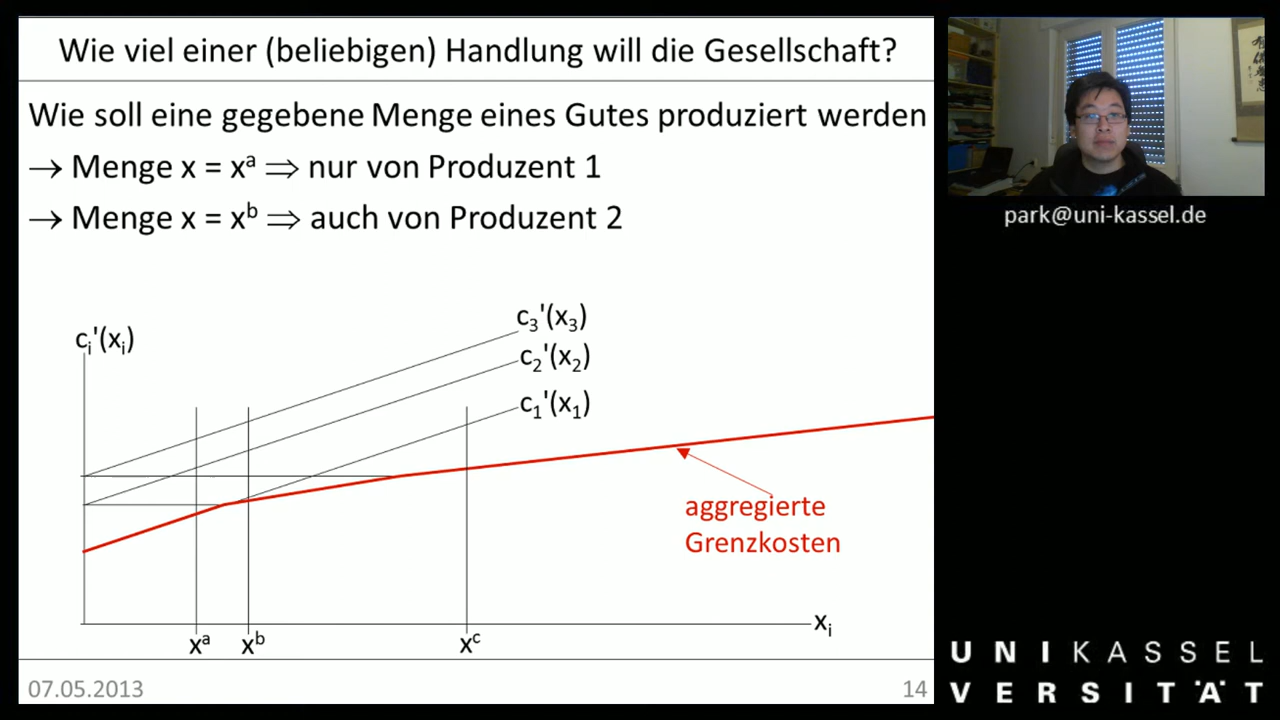 Wie viel einer (beliebigen) Handlung will die Gesellschaft?
Wie soll eine gegebene Menge eines Gutes produziert werden
→ Menge x = xᵃ ⇒ nur von Produzent 1
→ Menge x = xᵇ ⇒ auch von Produzent 2
cᵢ'(xᵢ)
c₃'(x₃)
c₂'(x₂)
c₁'(x₁)
aggregierte
Grenzkosten
xᵢ
xᵃ xᵇ xᶜ
07.05.2013 14
park@uni-kassel.de
UNIKASSEL
VERSITÄT